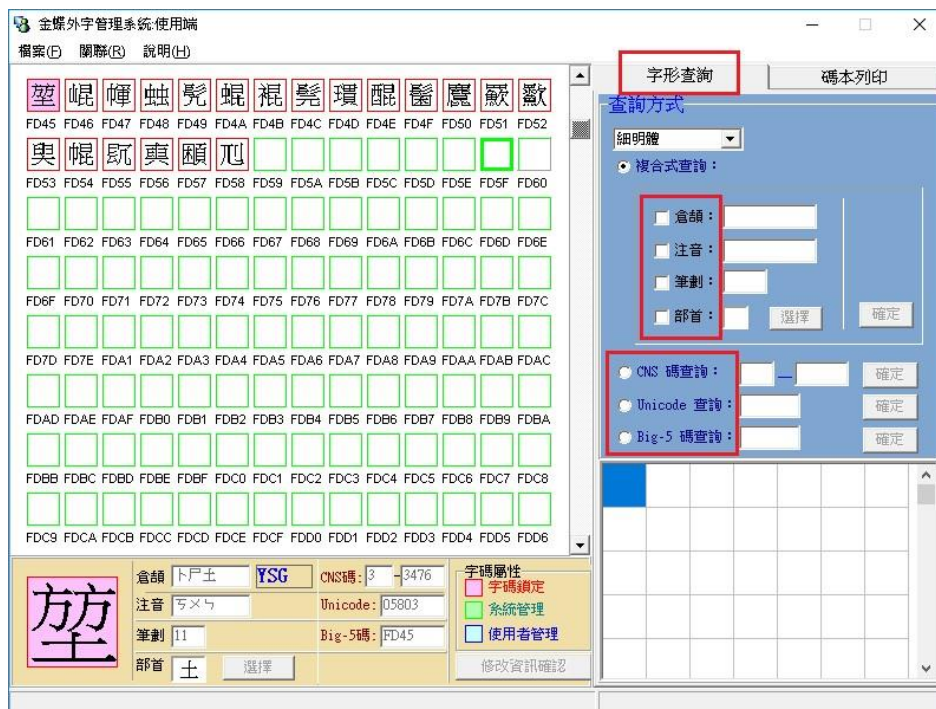 金蝶外字管理系統:使用端
檔案(F) 關聯(R) 說明(H)
字形查詢 碼本列印
堃 崐 蜫 裩 醌
FD45 FD46 FD47 FD48 FD49 FD4A FD4B FD4C FD4D FD4E FD4F FD50 FD51 FD52
FD53 FD54 FD55 FD56 FD57 FD58 FD59 FD5A FD5B FD5C FD5D FD5E FD5F FD60
FD61 FD62 FD63 FD64 FD65 FD66 FD67 FD68 FD69 FD6A FD6B FD6C FD6D FD6E
FD6F FD70 FD71 FD72 FD73 FD74 FD75 FD76 FD77 FD78 FD79 FD7A FD7B FD7C
FD7D FD7E FDA1 FDA2 FDA3 FDA4 FDA5 FDA6 FDA7 FDA8 FDA9 FDAA FDAB FDAC
FDAD FDAE FDAF FDB0 FDB1 FDB2 FDB3 FDB4 FDB5 FDB6 FDB7 FDB8 FDB9 FDBA
FDBB FDBC FDBD FDBE FDBF FDC0 FDC1 FDC2 FDC3 FDC4 FDC5 FDC6 FDC7 FDC8
FDC9 FDCA FDCB FDCC FDCD FDCE FDCF FDD0 FDD1 FDD2 FDD3 FDD4 FDD5 FDD6
查詢方式
細明體
複合式查詢：
倉頡：
注音：
筆劃：
部首： 選擇 確定
CNS 碼查詢： — 確定
Unicode 查詢： 確定
Big-5 碼查詢： 確定
堃
倉頡 卜尸土 YSG CNS碼: 3 - 3476
注音 ㄎㄨㄣ Unicode: 05803
筆劃 11 Big-5碼: FD45
部首 土 選擇
字碼屬性
字碼鎖定
系統管理
使用者管理
修改資訊確認